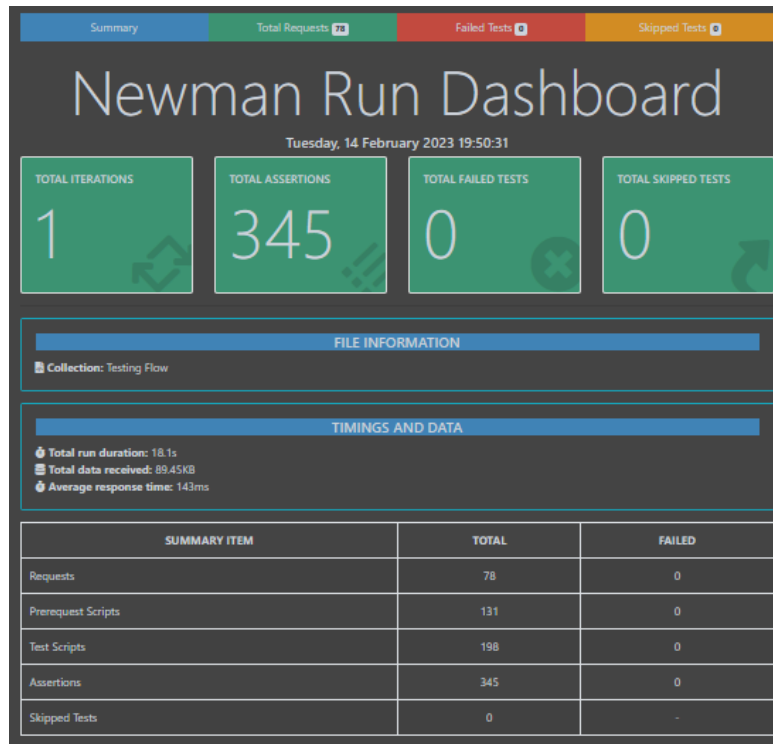 Summary Total Requests 78 Failed Tests 0 Skipped Tests 0
Newman Run Dashboard
Tuesday, 14 February 2023 19:50:31
TOTAL ITERATIONS TOTAL ASSERTIONS TOTAL FAILED TESTS TOTAL SKIPPED TESTS
1 345 0 0
FILE INFORMATION
Collection: Testing Flow
TIMINGS AND DATA
Total run duration: 18.1s
Total data received: 89.45KB
Average response time: 143ms
SUMMARY ITEM TOTAL FAILED
Requests 78 0
Prerequest Scripts 131 0
Test Scripts 198 0
Assertions 345 0
Skipped Tests 0 -